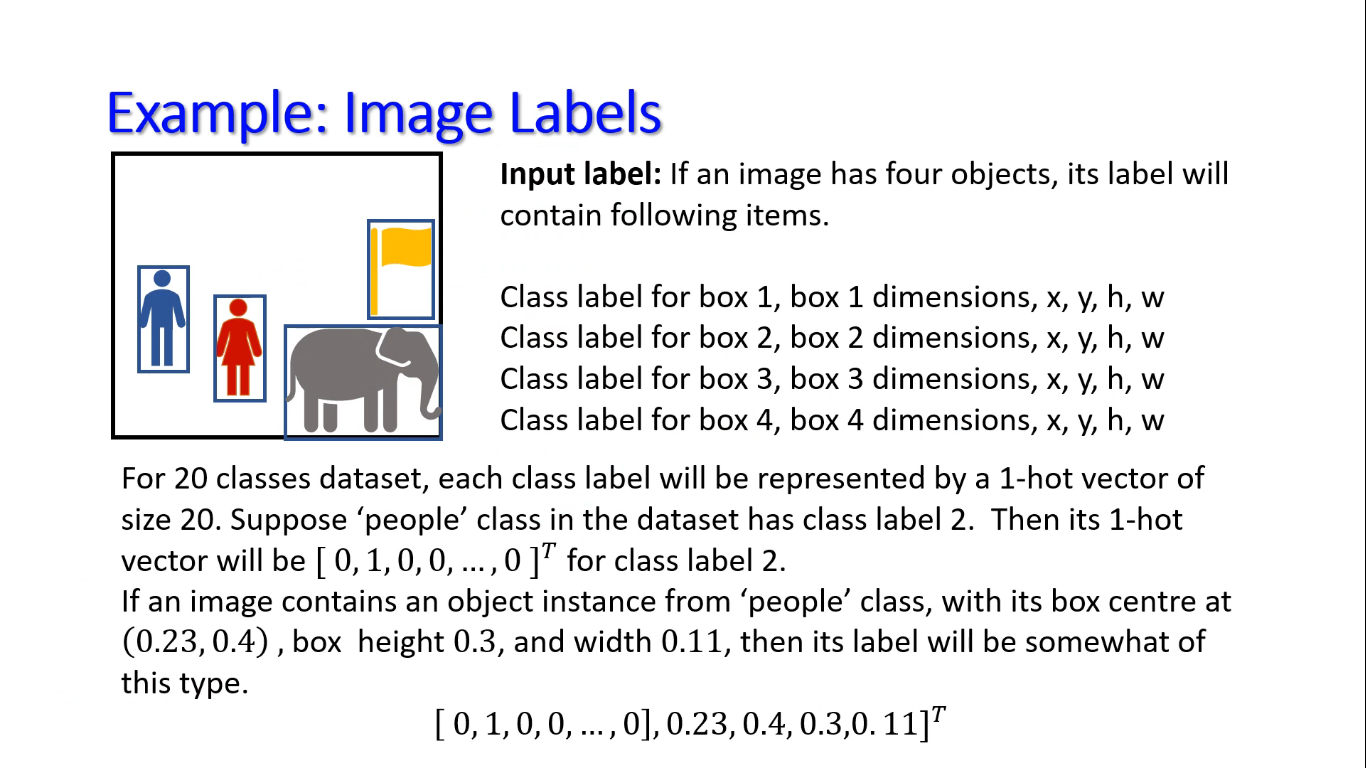 Example: Image Labels
Input label: If an image has four objects, its label will
contain following items.
Class label for box 1, box 1 dimensions, x, y, h, w
Class label for box 2, box 2 dimensions, x, y, h, w
Class label for box 3, box 3 dimensions, x, y, h, w
Class label for box 4, box 4 dimensions, x, y, h, w
For 20 classes dataset, each class label will be represented by a 1-hot vector of
size 20. Suppose ‘people’ class in the dataset has class label 2. Then its 1-hot
vector will be [ 0, 1, 0, 0, … , 0 ]ᵀ for class label 2.
If an image contains an object instance from ‘people’ class, with its box centre at
(0.23, 0.4) , box height 0.3, and width 0.11, then its label will be somewhat of
this type.
[ 0, 1, 0, 0, … , 0], 0.23, 0.4, 0.3,0. 11]ᵀ